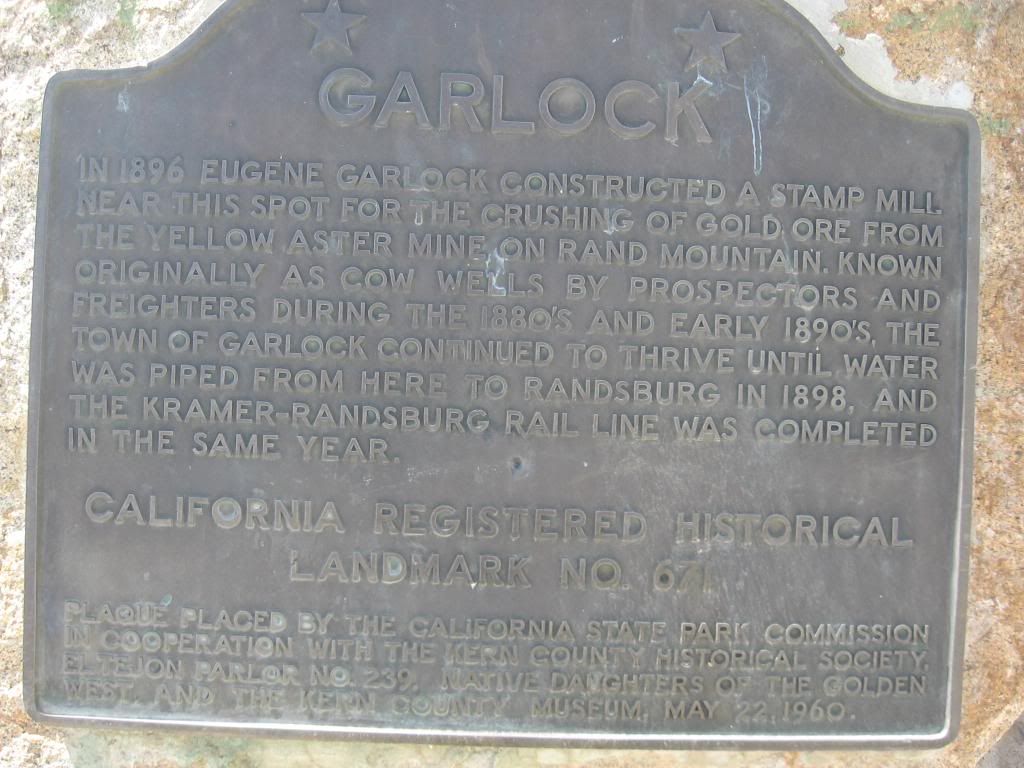 GARLOCK
IN 1896 EUGENE GARLOCK CONSTRUCTED A STAMP MILL
NEAR THIS SPOT FOR THE CRUSHING OF GOLD ORE FROM
THE YELLOW ASTER MINE ON RAND MOUNTAIN. KNOWN
ORIGINALLY AS COW WELLS BY PROSPECTORS AND
FREIGHTERS DURING THE 1880'S AND EARLY 1890'S, THE
TOWN OF GARLOCK CONTINUED TO THRIVE UNTIL WATER
WAS PIPED FROM HERE TO RANDSBURG IN 1898, AND
THE KRAMER-RANDSBURG RAIL LINE WAS COMPLETED
IN THE SAME YEAR.
CALIFORNIA REGISTERED HISTORICAL
LANDMARK NO. 671
PLAQUE PLACED BY THE CALIFORNIA STATE PARK COMMISSION
IN COOPERATION WITH THE KERN COUNTY HISTORICAL SOCIETY,
EL TEJON PARLOR NO. 239, NATIVE DAUGHTERS OF THE GOLDEN
WEST, AND THE KERN COUNTY MUSEUM, MAY 22, 1960.